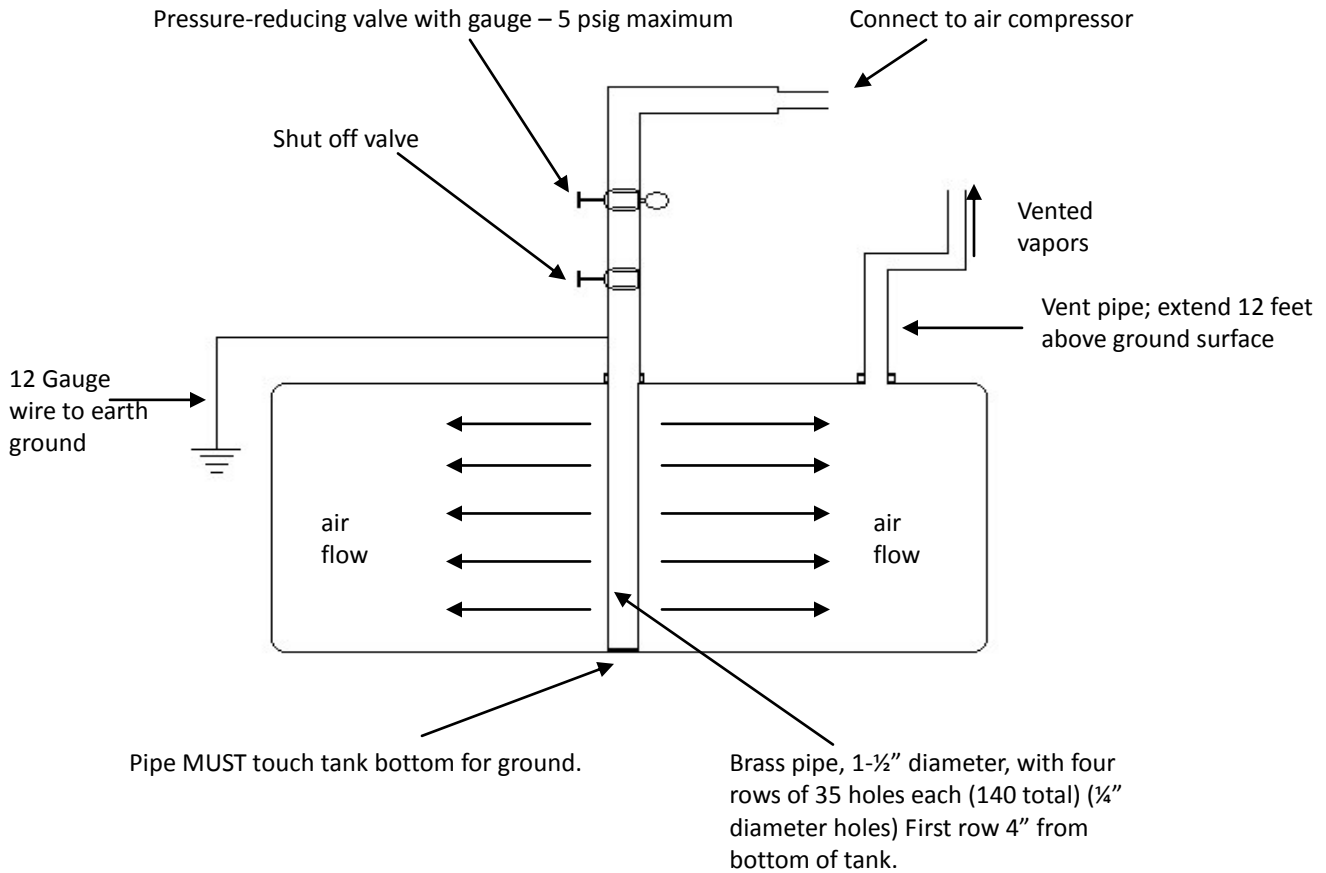 Pressure-reducing valve with gauge – 5 psig maximum
Connect to air compressor
Shut off valve
Vented
vapors
Vent pipe; extend 12 feet
above ground surface
12 Gauge
wire to earth
ground
air
flow
air
flow
Pipe MUST touch tank bottom for ground.
Brass pipe, 1-½” diameter, with four
rows of 35 holes each (140 total) (¼”
diameter holes) First row 4” from
bottom of tank.